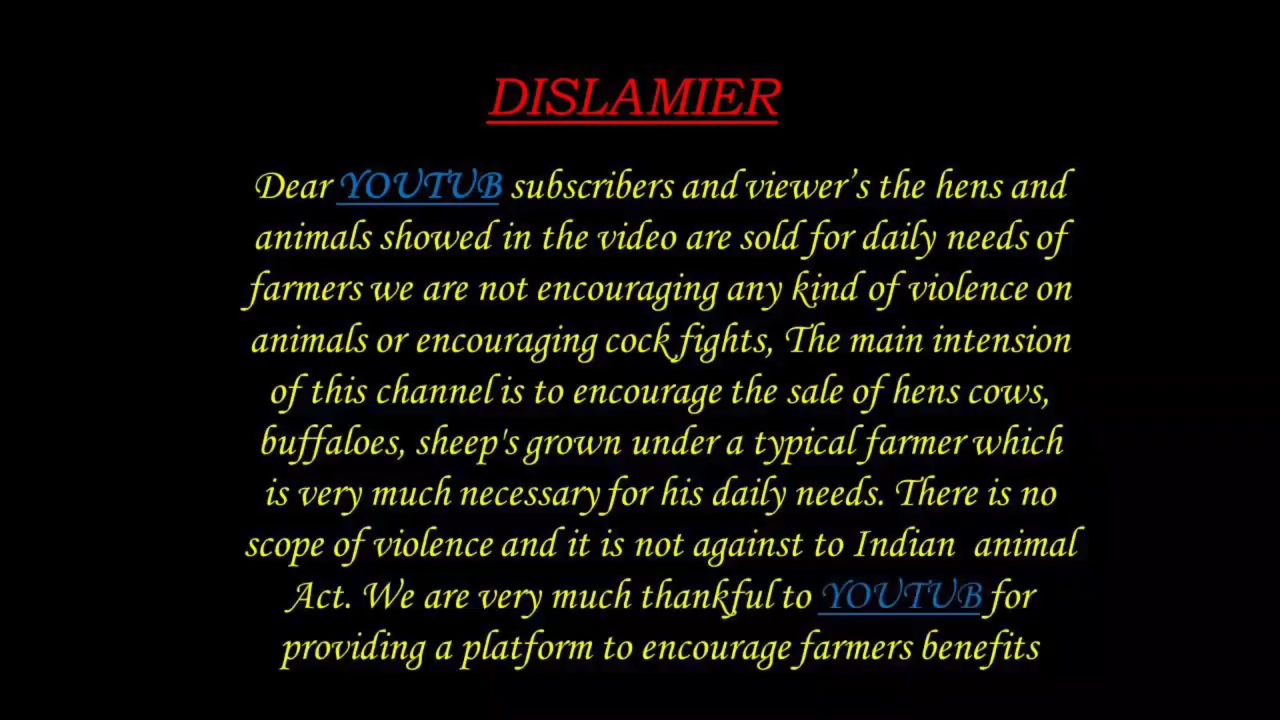 DISLAMIER
Dear YOUTUB subscribers and viewer's the hens and
animals showed in the video are sold for daily needs of
farmers we are not encouraging any kind of violence on
animals or encouraging cock fights, The main intension
of this channel is to encourage the sale of hens cows,
buffaloes, sheep's grown under a typical farmer which
is very much necessary for his daily needs. There is no
scope of violence and it is not against to Indian  animal
Act. We are very much thankful to YOUTUB for
providing a platform to encourage farmers benefits